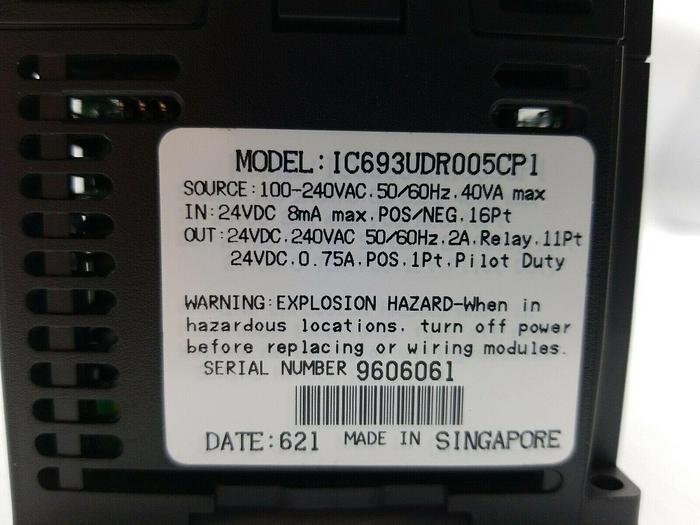 MODEL:IC693UDR005CP1
SOURCE:100-240VAC.50/60Hz.40VA max
IN:24VDC 8mA max.POS/NEG.16Pt
OUT:24VDC.240VAC 50/60Hz.2A.Relay.11Pt
24VDC.0.75A.POS.1Pt.Pilot Duty
WARNING:EXPLOSION HAZARD-When in
hazardous locations, turn off power
before replacing or wiring modules.
SERIAL NUMBER 9606061
DATE:621 MADE IN SINGAPORE